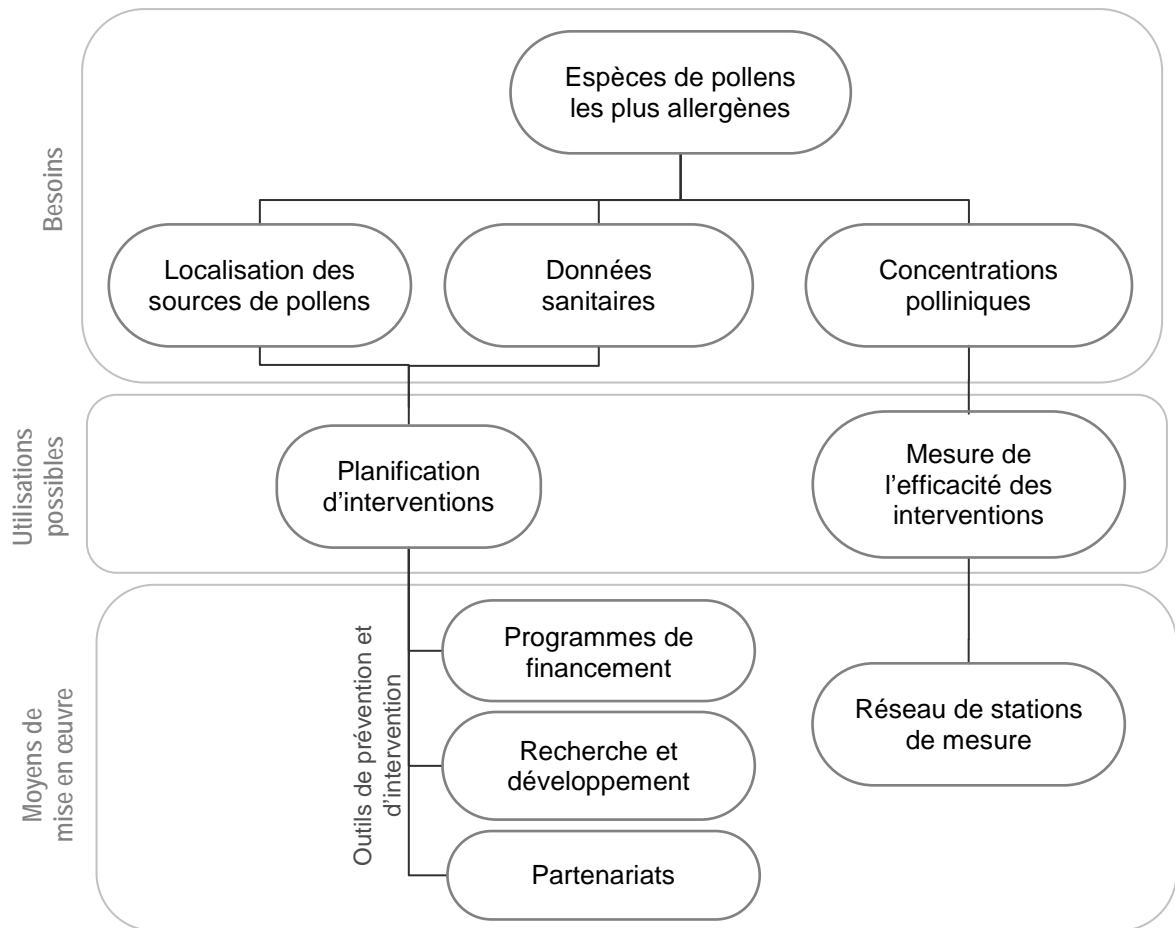 Besoins
Espèces de pollens
les plus allergènes
Localisation des
sources de pollens
Données
sanitaires
Concentrations
polliniques
Utilisations
possibles
Planification
d’interventions
Mesure de
l’efficacité des
interventions
Moyens de
mise en œuvre
Outils de prévention et
d’intervention
Programmes de
financement
Recherche et
développement
Partenariats
Réseau de stations
de mesure